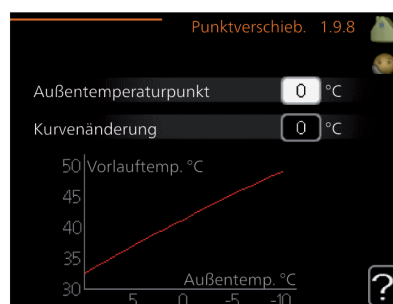 Punktverschieb. 1.9.8
Außentemperaturpunkt 0 °C
Kurvenänderung 0 °C
50 Vorlauftemp. °C
45
40
35
Außentemp. °C
30
5 0 -5 -10
?